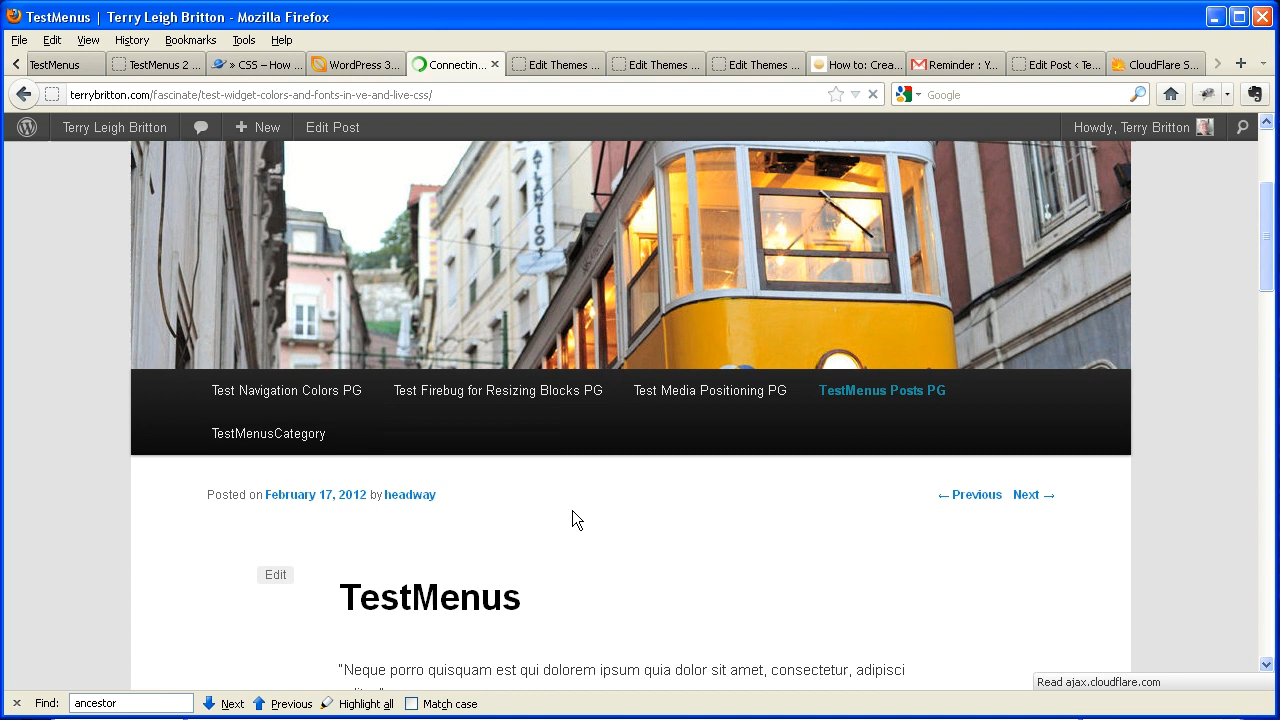 TestMenus | Terry Leigh Britton - Mozilla Firefox
File Edit View History Bookmarks Tools Help
TestMenus TestMenus 2 ... » CSS – How ... WordPress 3... Connectin... Edit Themes ... Edit Themes ... Edit Themes ... How to: Crea... Reminder : Y... Edit Post ‹ Te... CloudFlare S...
terrybritton.com/fascinate/test-widget-colors-and-fonts-in-ve-and-live-css/ Google
Terry Leigh Britton + New Edit Post Howdy, Terry Britton
ATLANTICO
Test Navigation Colors PG Test Firebug for Resizing Blocks PG Test Media Positioning PG TestMenus Posts PG
TestMenusCategory
Posted on February 17, 2012 by headway ← Previous Next →
Edit
TestMenus
"Neque porro quisquam est qui dolorem ipsum quia dolor sit amet, consectetur, adipisci
Read ajax.cloudflare.com
Find: ancestor Next Previous Highlight all Match case